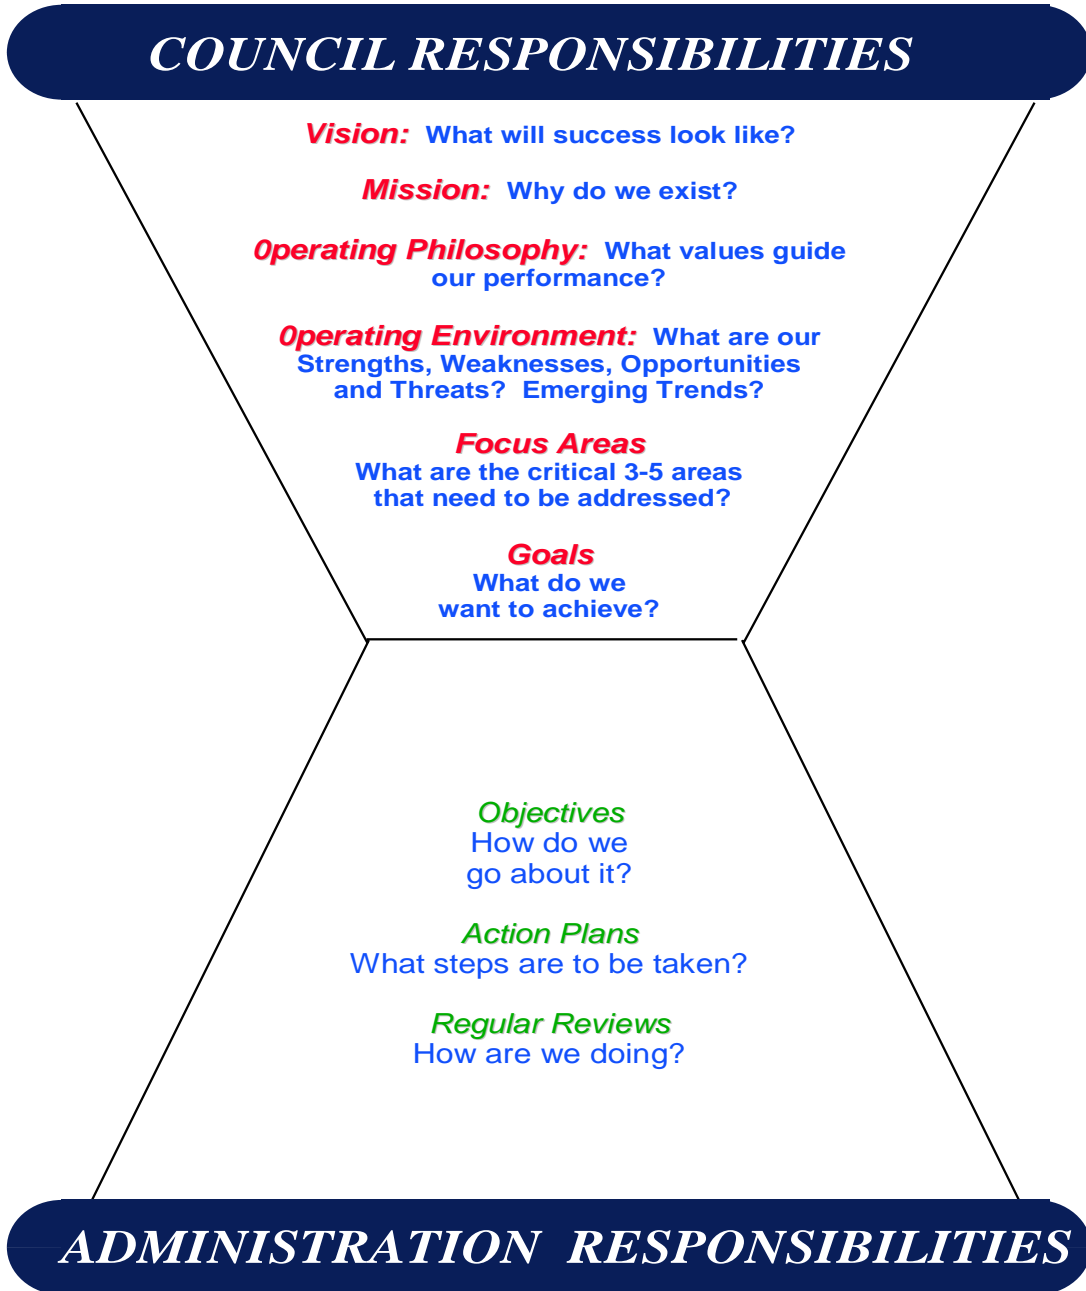 COUNCIL RESPONSIBILITIES
Vision: What will success look like?
Mission: Why do we exist?
0perating Philosophy: What values guide
our performance?
0perating Environment: What are our
Strengths, Weaknesses, Opportunities
and Threats? Emerging Trends?
Focus Areas
What are the critical 3-5 areas
that need to be addressed?
Goals
What do we
want to achieve?
Objectives
How do we
go about it?
Action Plans
What steps are to be taken?
Regular Reviews
How are we doing?
ADMINISTRATION RESPONSIBILITIES